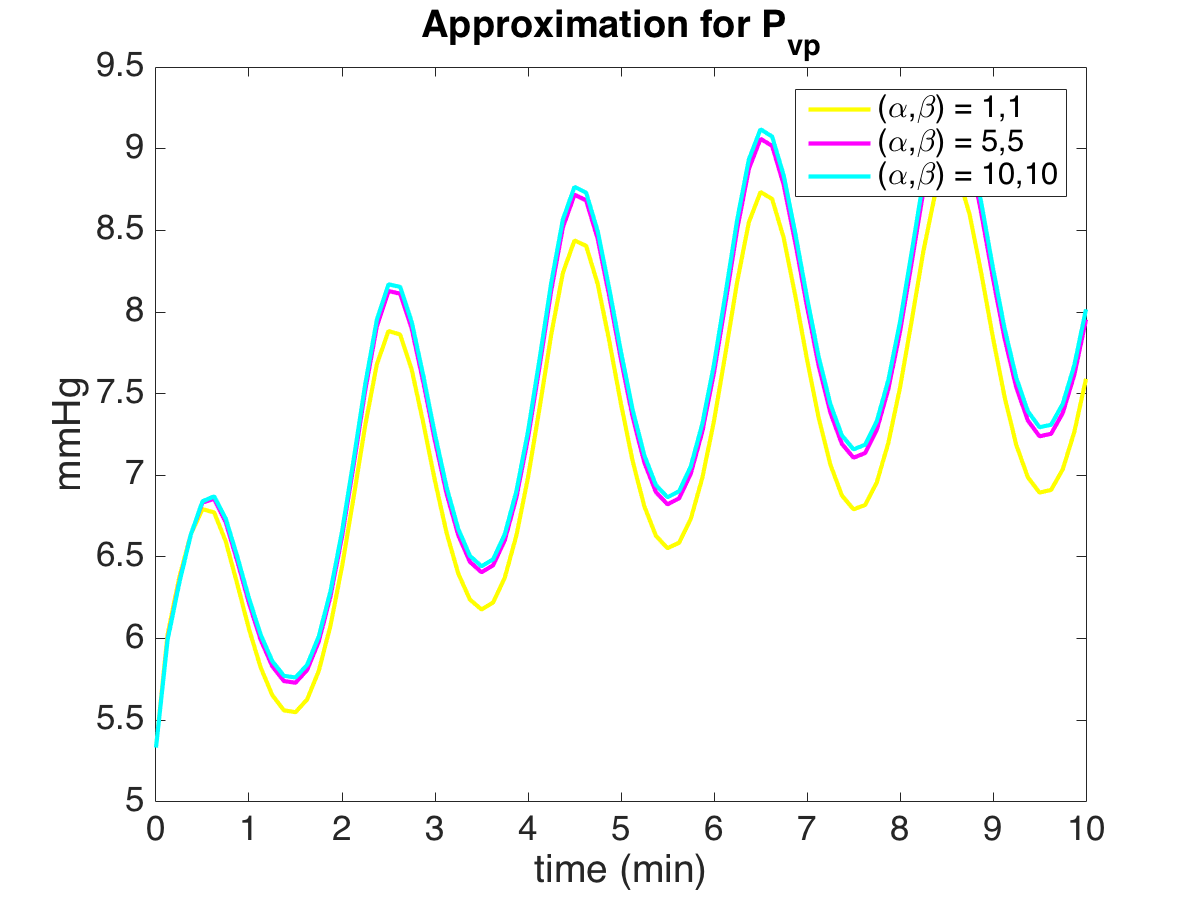 Approximation for P_vp
9.5
9
8.5
8
7.5
7
6.5
6
5.5
5
mmHg
(α,β) = 1,1
(α,β) = 5,5
(α,β) = 10,10
0 1 2 3 4 5 6 7 8 9 10
time (min)